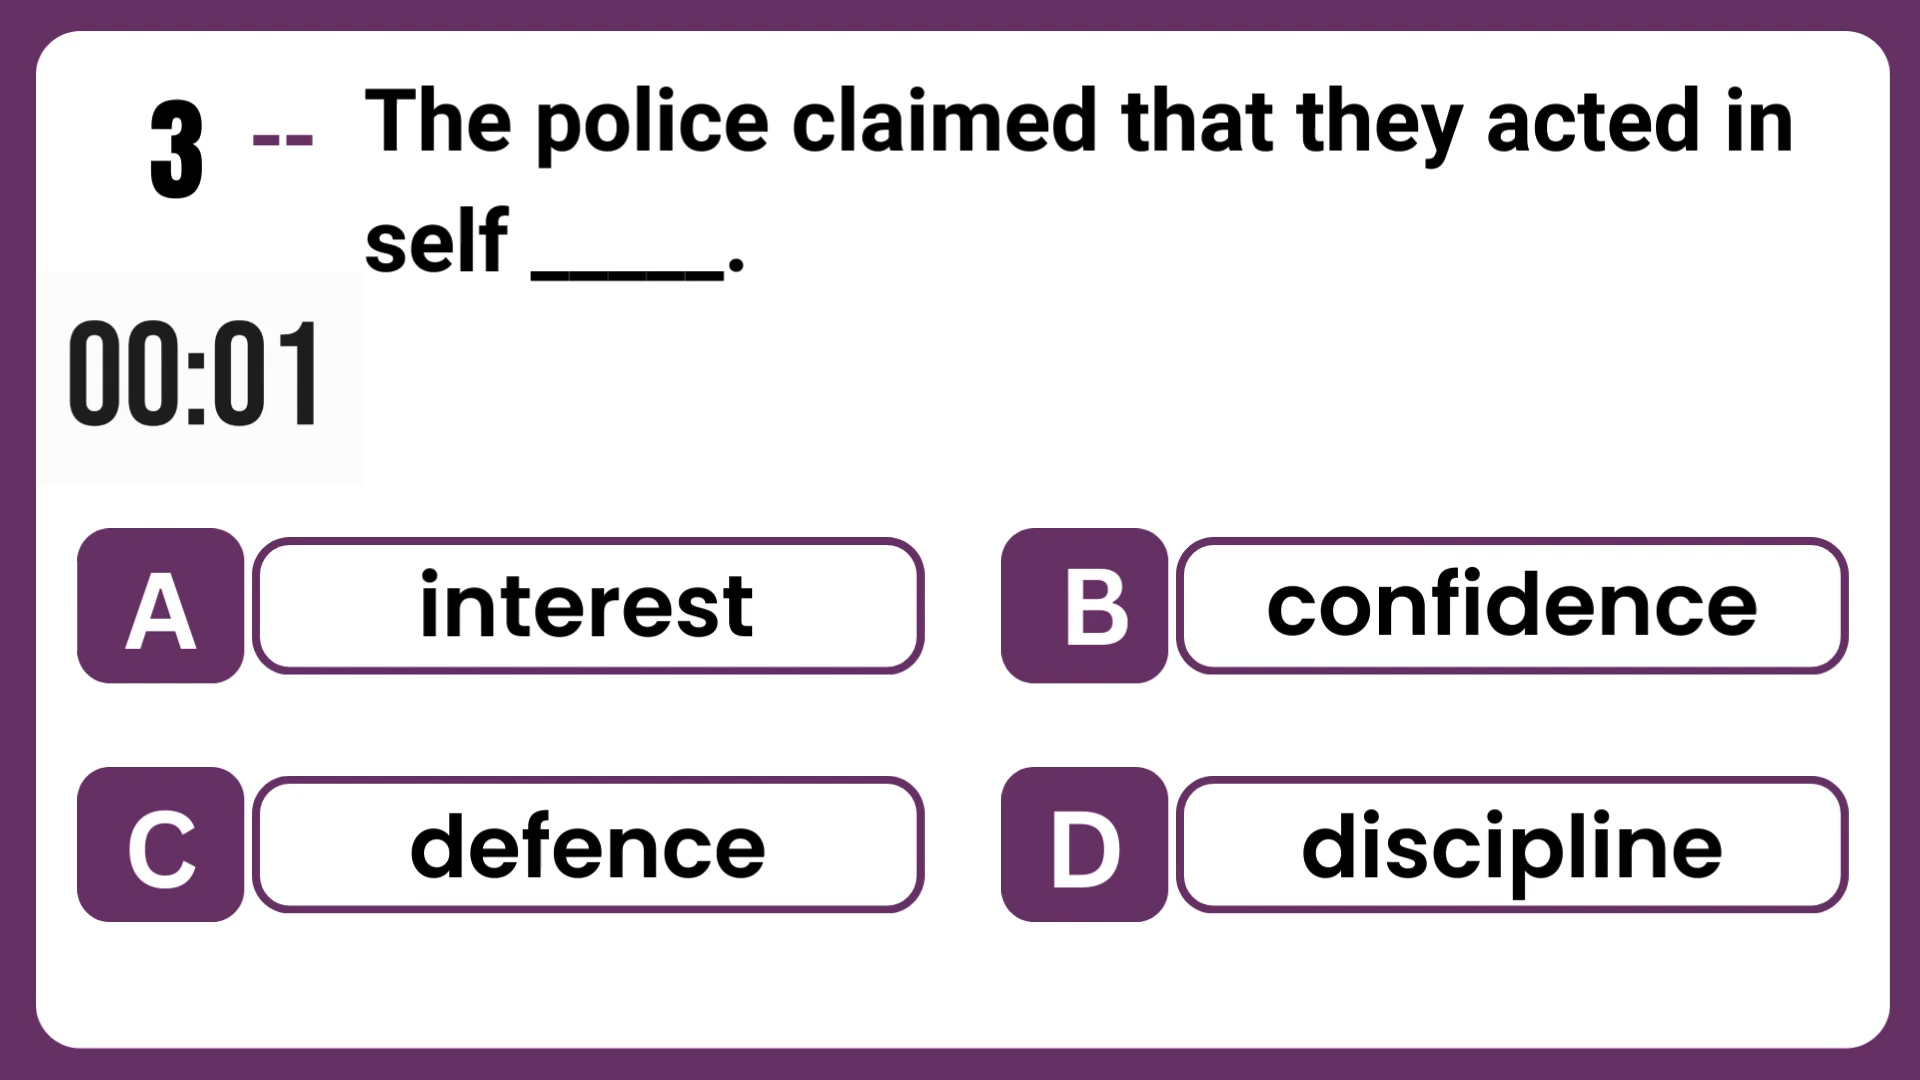 3 -- The police claimed that they acted in
self _____.
00:01
A interest
B confidence
C defence
D discipline